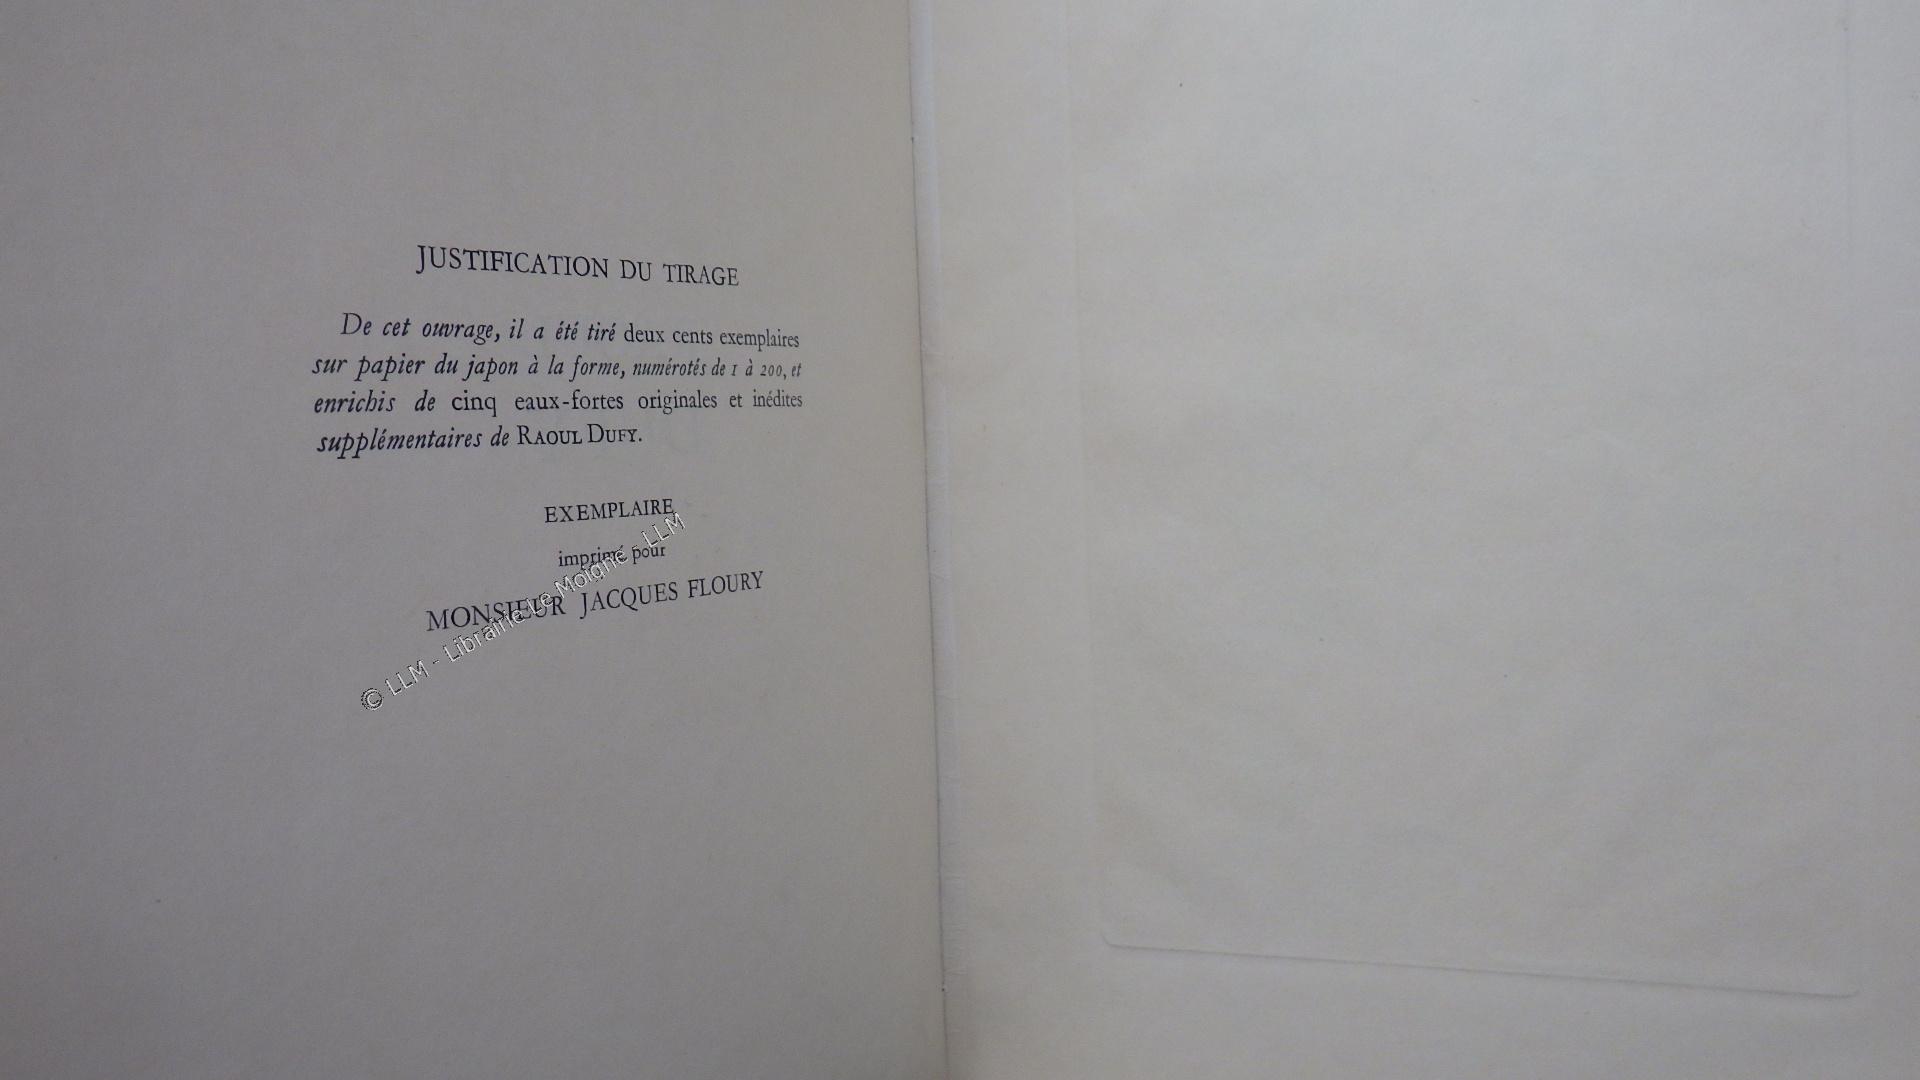 JUSTIFICATION DU TIRAGE
De cet ouvrage, il a été tiré deux cents exemplaires
sur papier du japon à la forme, numérotés de 1 à 200, et
enrichis de cinq eaux-fortes originales et inédites
supplémentaires de RAOUL DUFY.
EXEMPLAIRE
imprimé pour
MONSIEUR JACQUES FLOURY
© LLM - Librairie Le Moigne - LLM